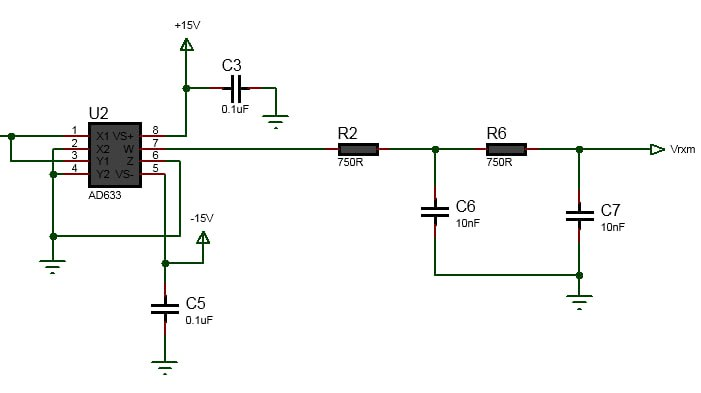 +15V
C3
0.1uF
U2
1 X1 VS+ 8
2 X2 W 7
3 Y1 Z 6
4 Y2 VS- 5
AD633
R2
750R
R6
750R
Vrxm
C6
10nF
C7
10nF
-15V
C5
0.1uF